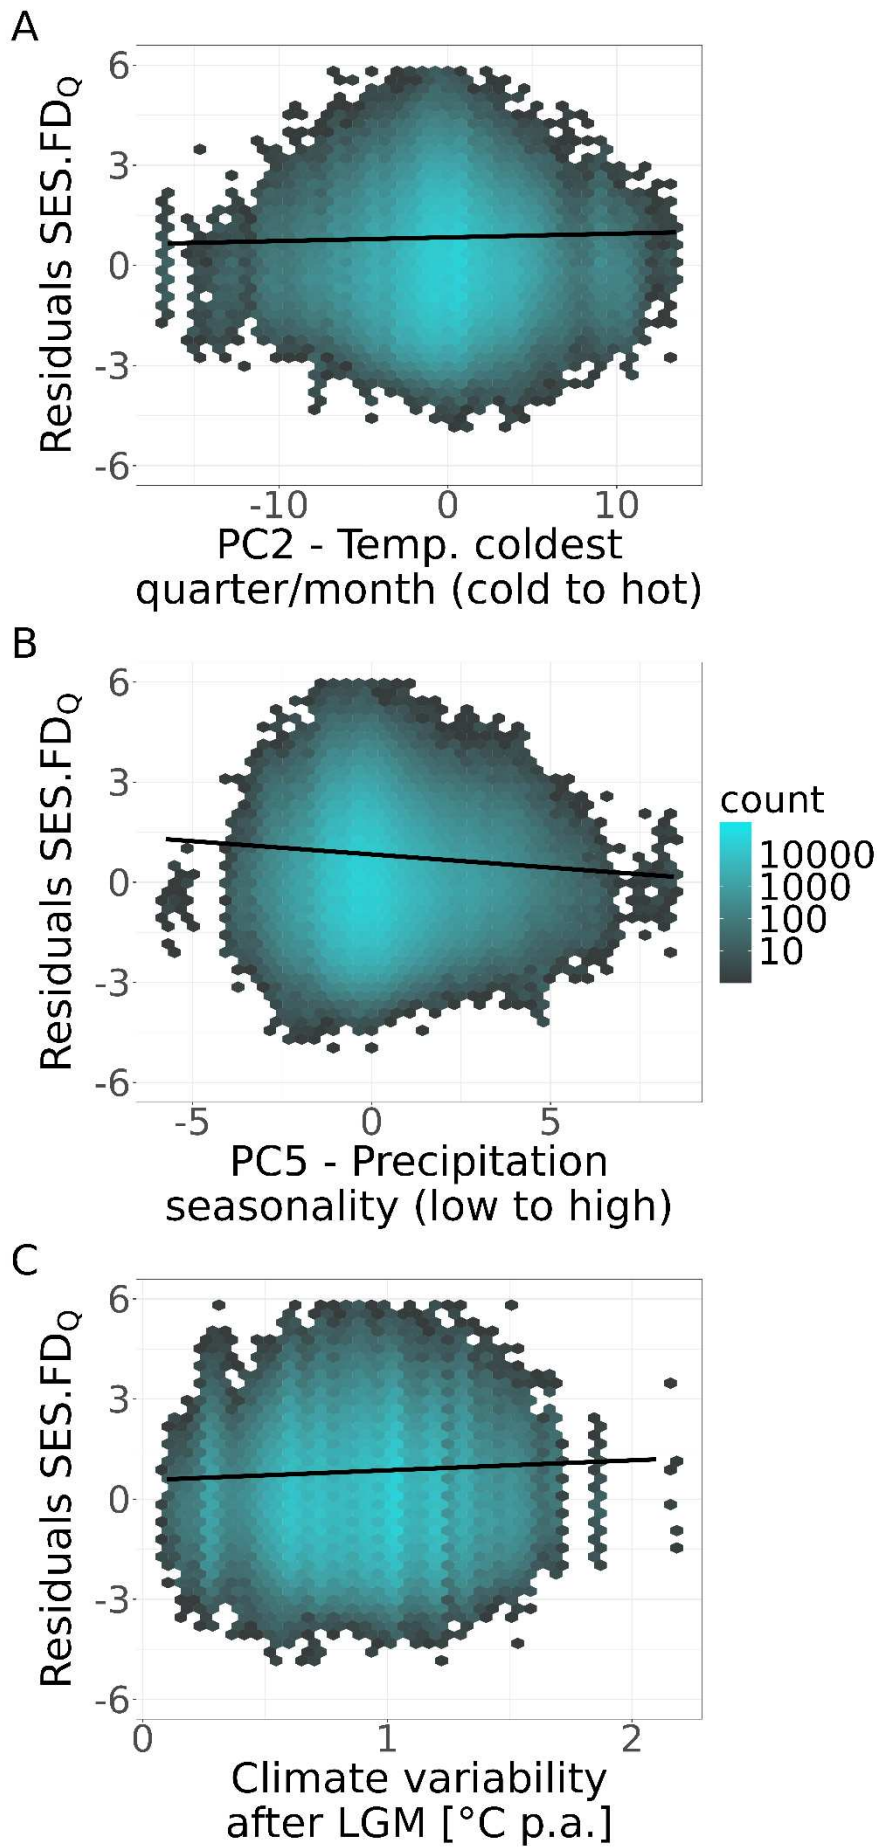 A
Residuals SES.FDQ
6
3
0
-3
-6
-10 0 10
PC2 - Temp. coldest
quarter/month (cold to hot)
B
Residuals SES.FDQ
6
3
0
-3
-6
-5 0 5
PC5 - Precipitation
seasonality (low to high)
count
10000
1000
100
10
C
Residuals SES.FDQ
6
3
0
-3
-6
0 1 2
Climate variability
after LGM [°C p.a.]